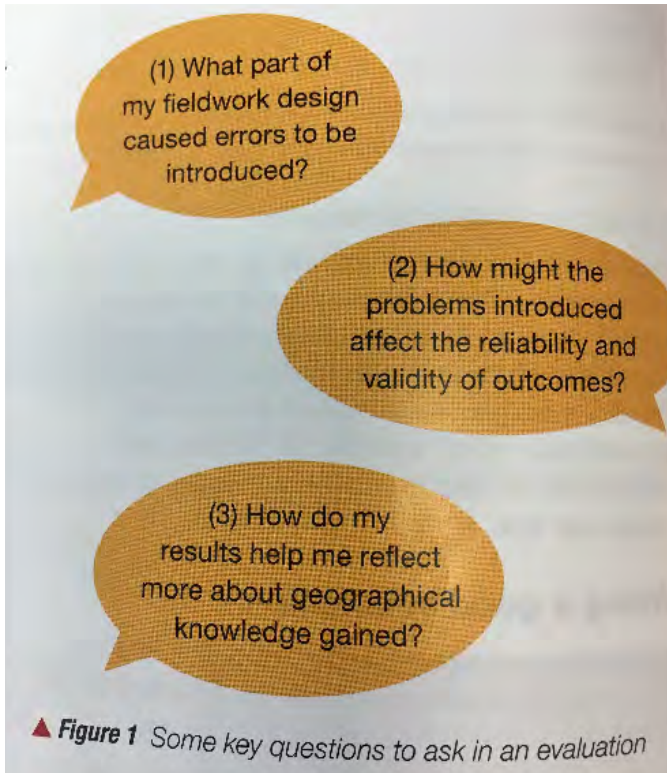 (1) What part of
my fieldwork design
caused errors to be
introduced?
(2) How might the
problems introduced
affect the reliability and
validity of outcomes?
(3) How do my
results help me reflect
more about geographical
knowledge gained?
▲ Figure 1 Some key questions to ask in an evaluation